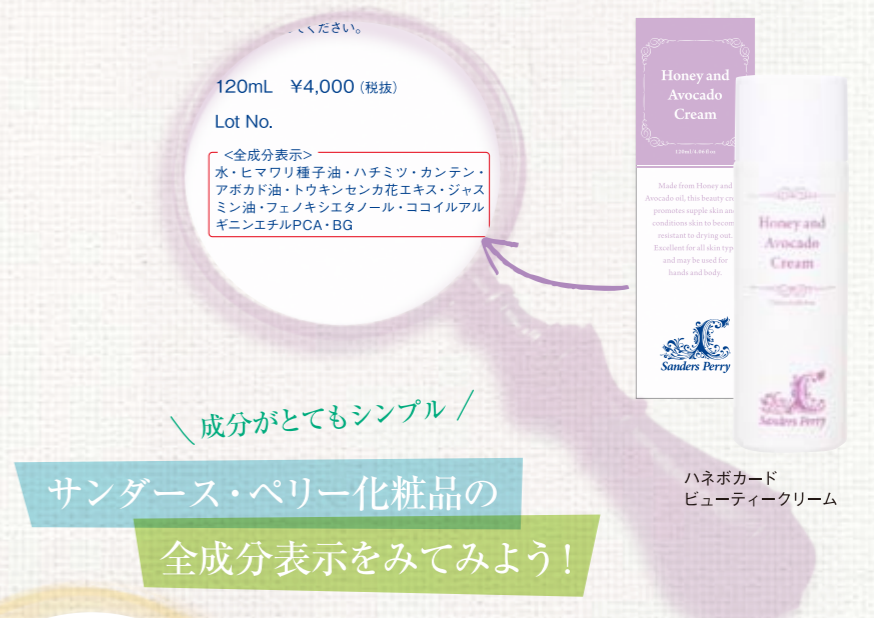 ください。
120mL ¥4,000(税抜)
Lot No.
<全成分表示>
水・ヒマワリ種子油・ハチミツ・カンテン・
アボカド油・トウキンセンカ花エキス・ジャス
ミン油・フェノキシエタノール・ココイルアル
ギニンエチルPCA・BG
Honey and
Avocado
Cream
120mL/4.06fl oz
Made from Honey and
Avocado oil, this beauty cre
promotes supple skin an
conditions skin to becom
resistant to drying out.
Excellent for all skin typ
and may be used for
hands and body.
Sanders Perry
Honey and
Avocado
Cream
Sanders Perry
ハネボカード
ビューティークリーム
\ 成分がとてもシンプル /
サンダース・ペリー化粧品の
全成分表示をみてみよう!